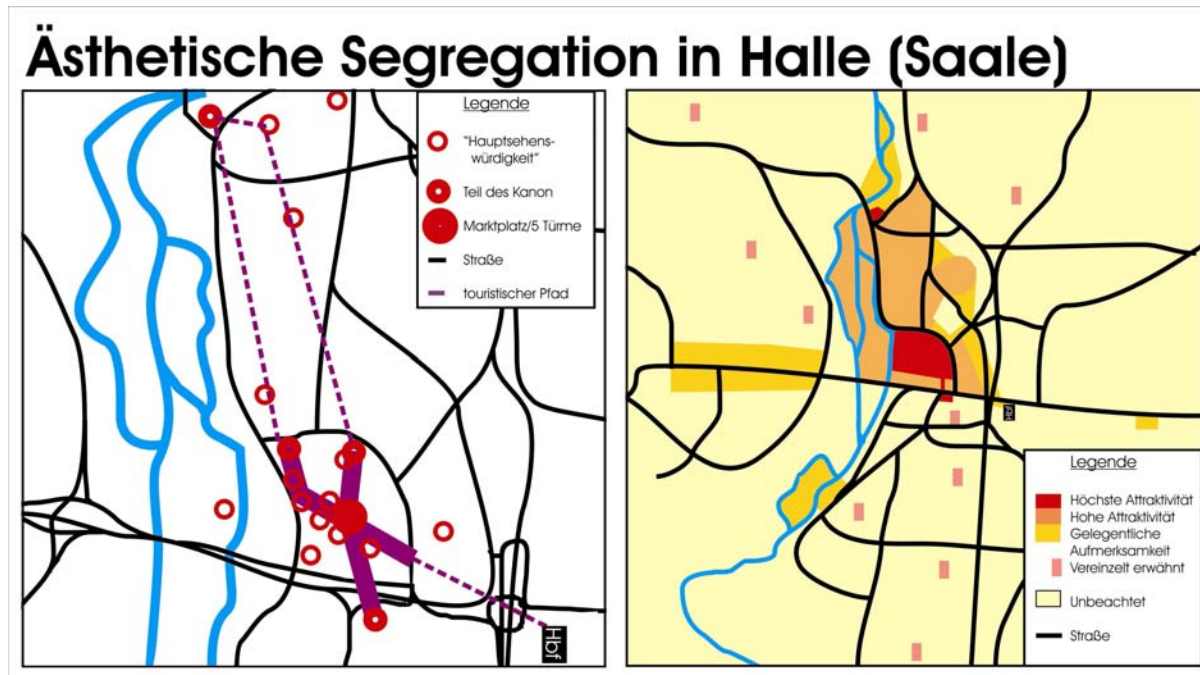 Ästhetische Segregation in Halle (Saale)
Legende
"Hauptsehens-
würdigkeit"
Teil des Kanon
Marktplatz/5 Türme
Straße
touristischer Pfad
Hbf
Hbf
Legende
Höchste Attraktivität
Hohe Attraktivität
Gelegentliche
Aufmerksamkeit
Vereinzelt erwähnt
Unbeachtet
Straße